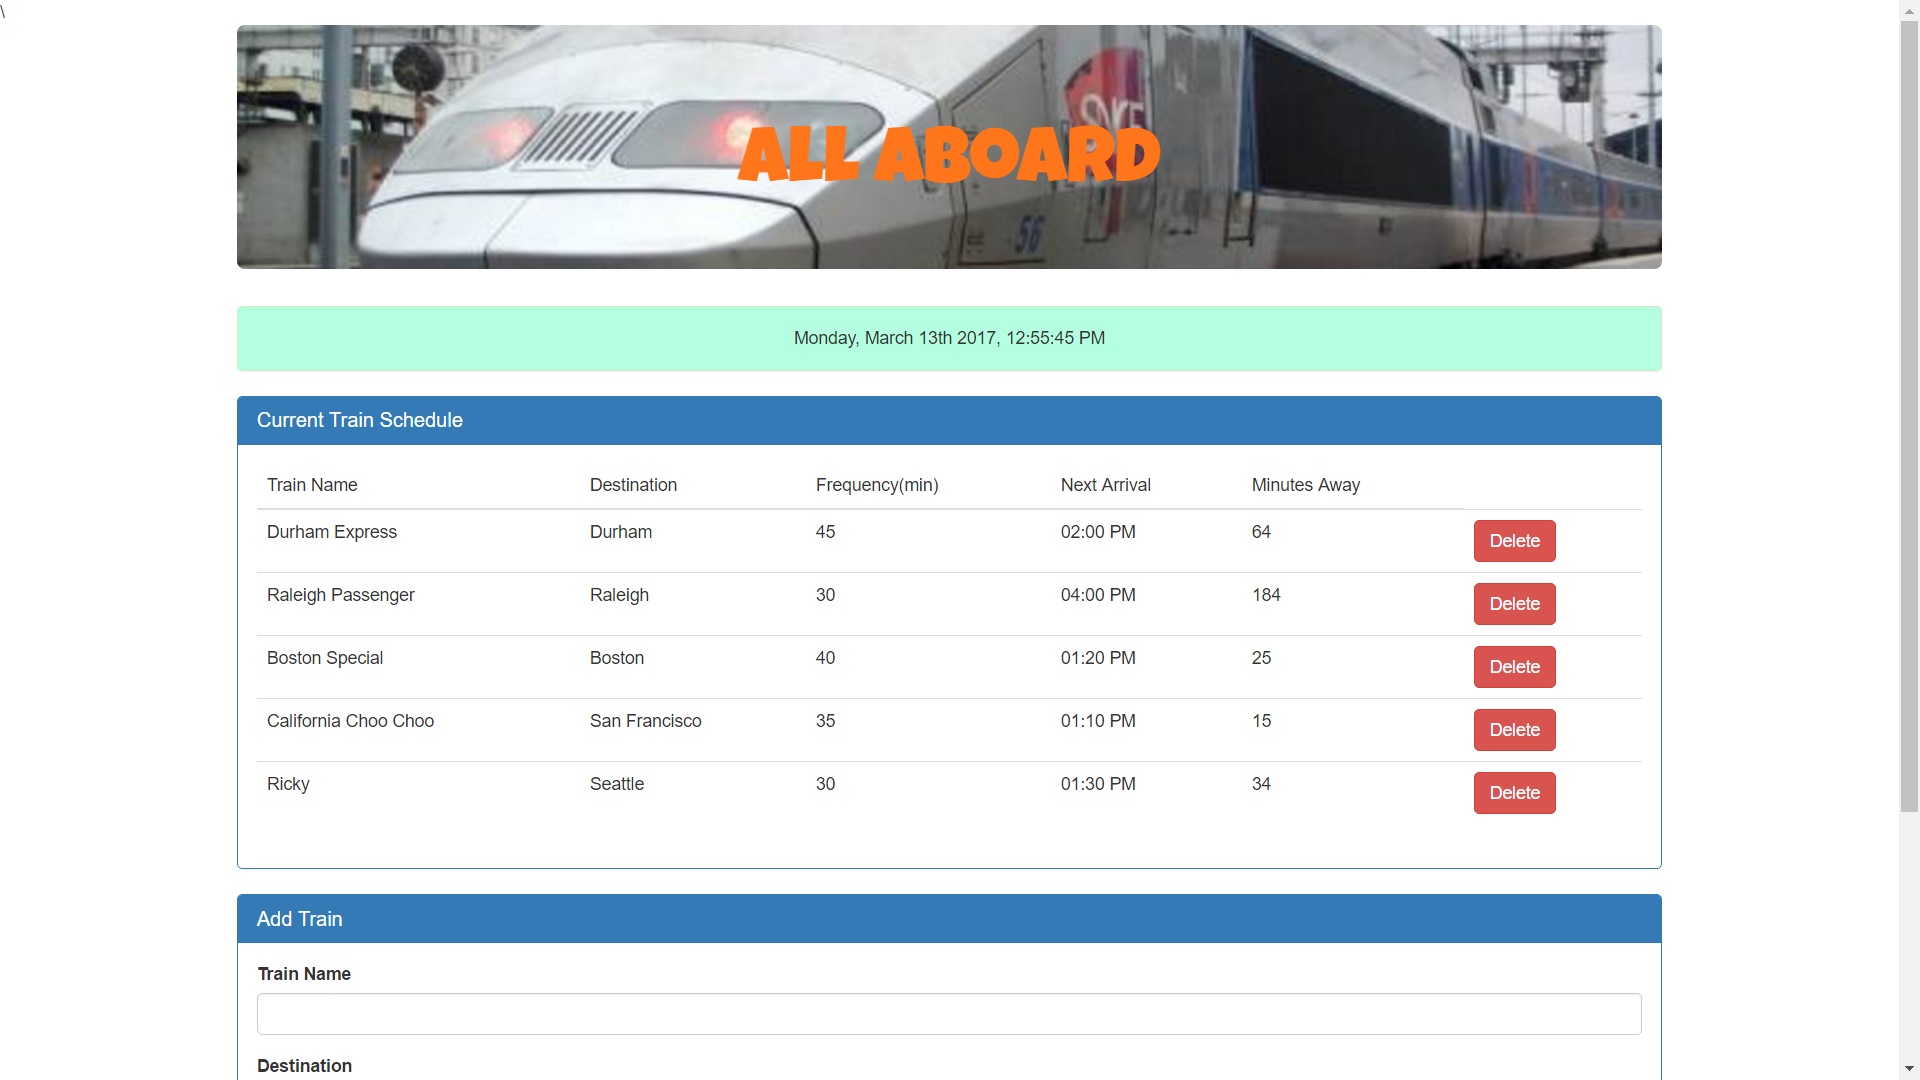 \
SNCF
ALL ABOARD
56
Monday, March 13th 2017, 12:55:45 PM
Current Train Schedule
Train Name Destination Frequency(min) Next Arrival Minutes Away
Durham Express Durham 45 02:00 PM 64 Delete
Raleigh Passenger Raleigh 30 04:00 PM 184 Delete
Boston Special Boston 40 01:20 PM 25 Delete
California Choo Choo San Francisco 35 01:10 PM 15 Delete
Ricky Seattle 30 01:30 PM 34 Delete
Add Train
Train Name
Destination